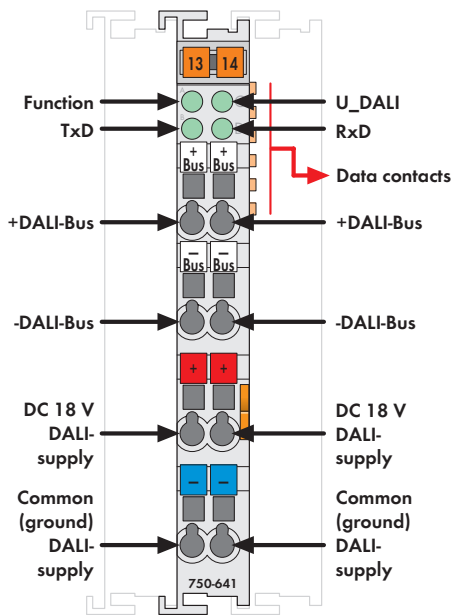 13 14
Function
U_DALI
TxD
RxD
+ +
Bus Bus
Data contacts
+DALI-Bus
+DALI-Bus
− −
Bus Bus
-DALI-Bus
-DALI-Bus
+ +
DC 18 V
DALI-
supply
DC 18 V
DALI-
supply
− −
Common
(ground)
DALI-
supply
Common
(ground)
DALI-
supply
750-641